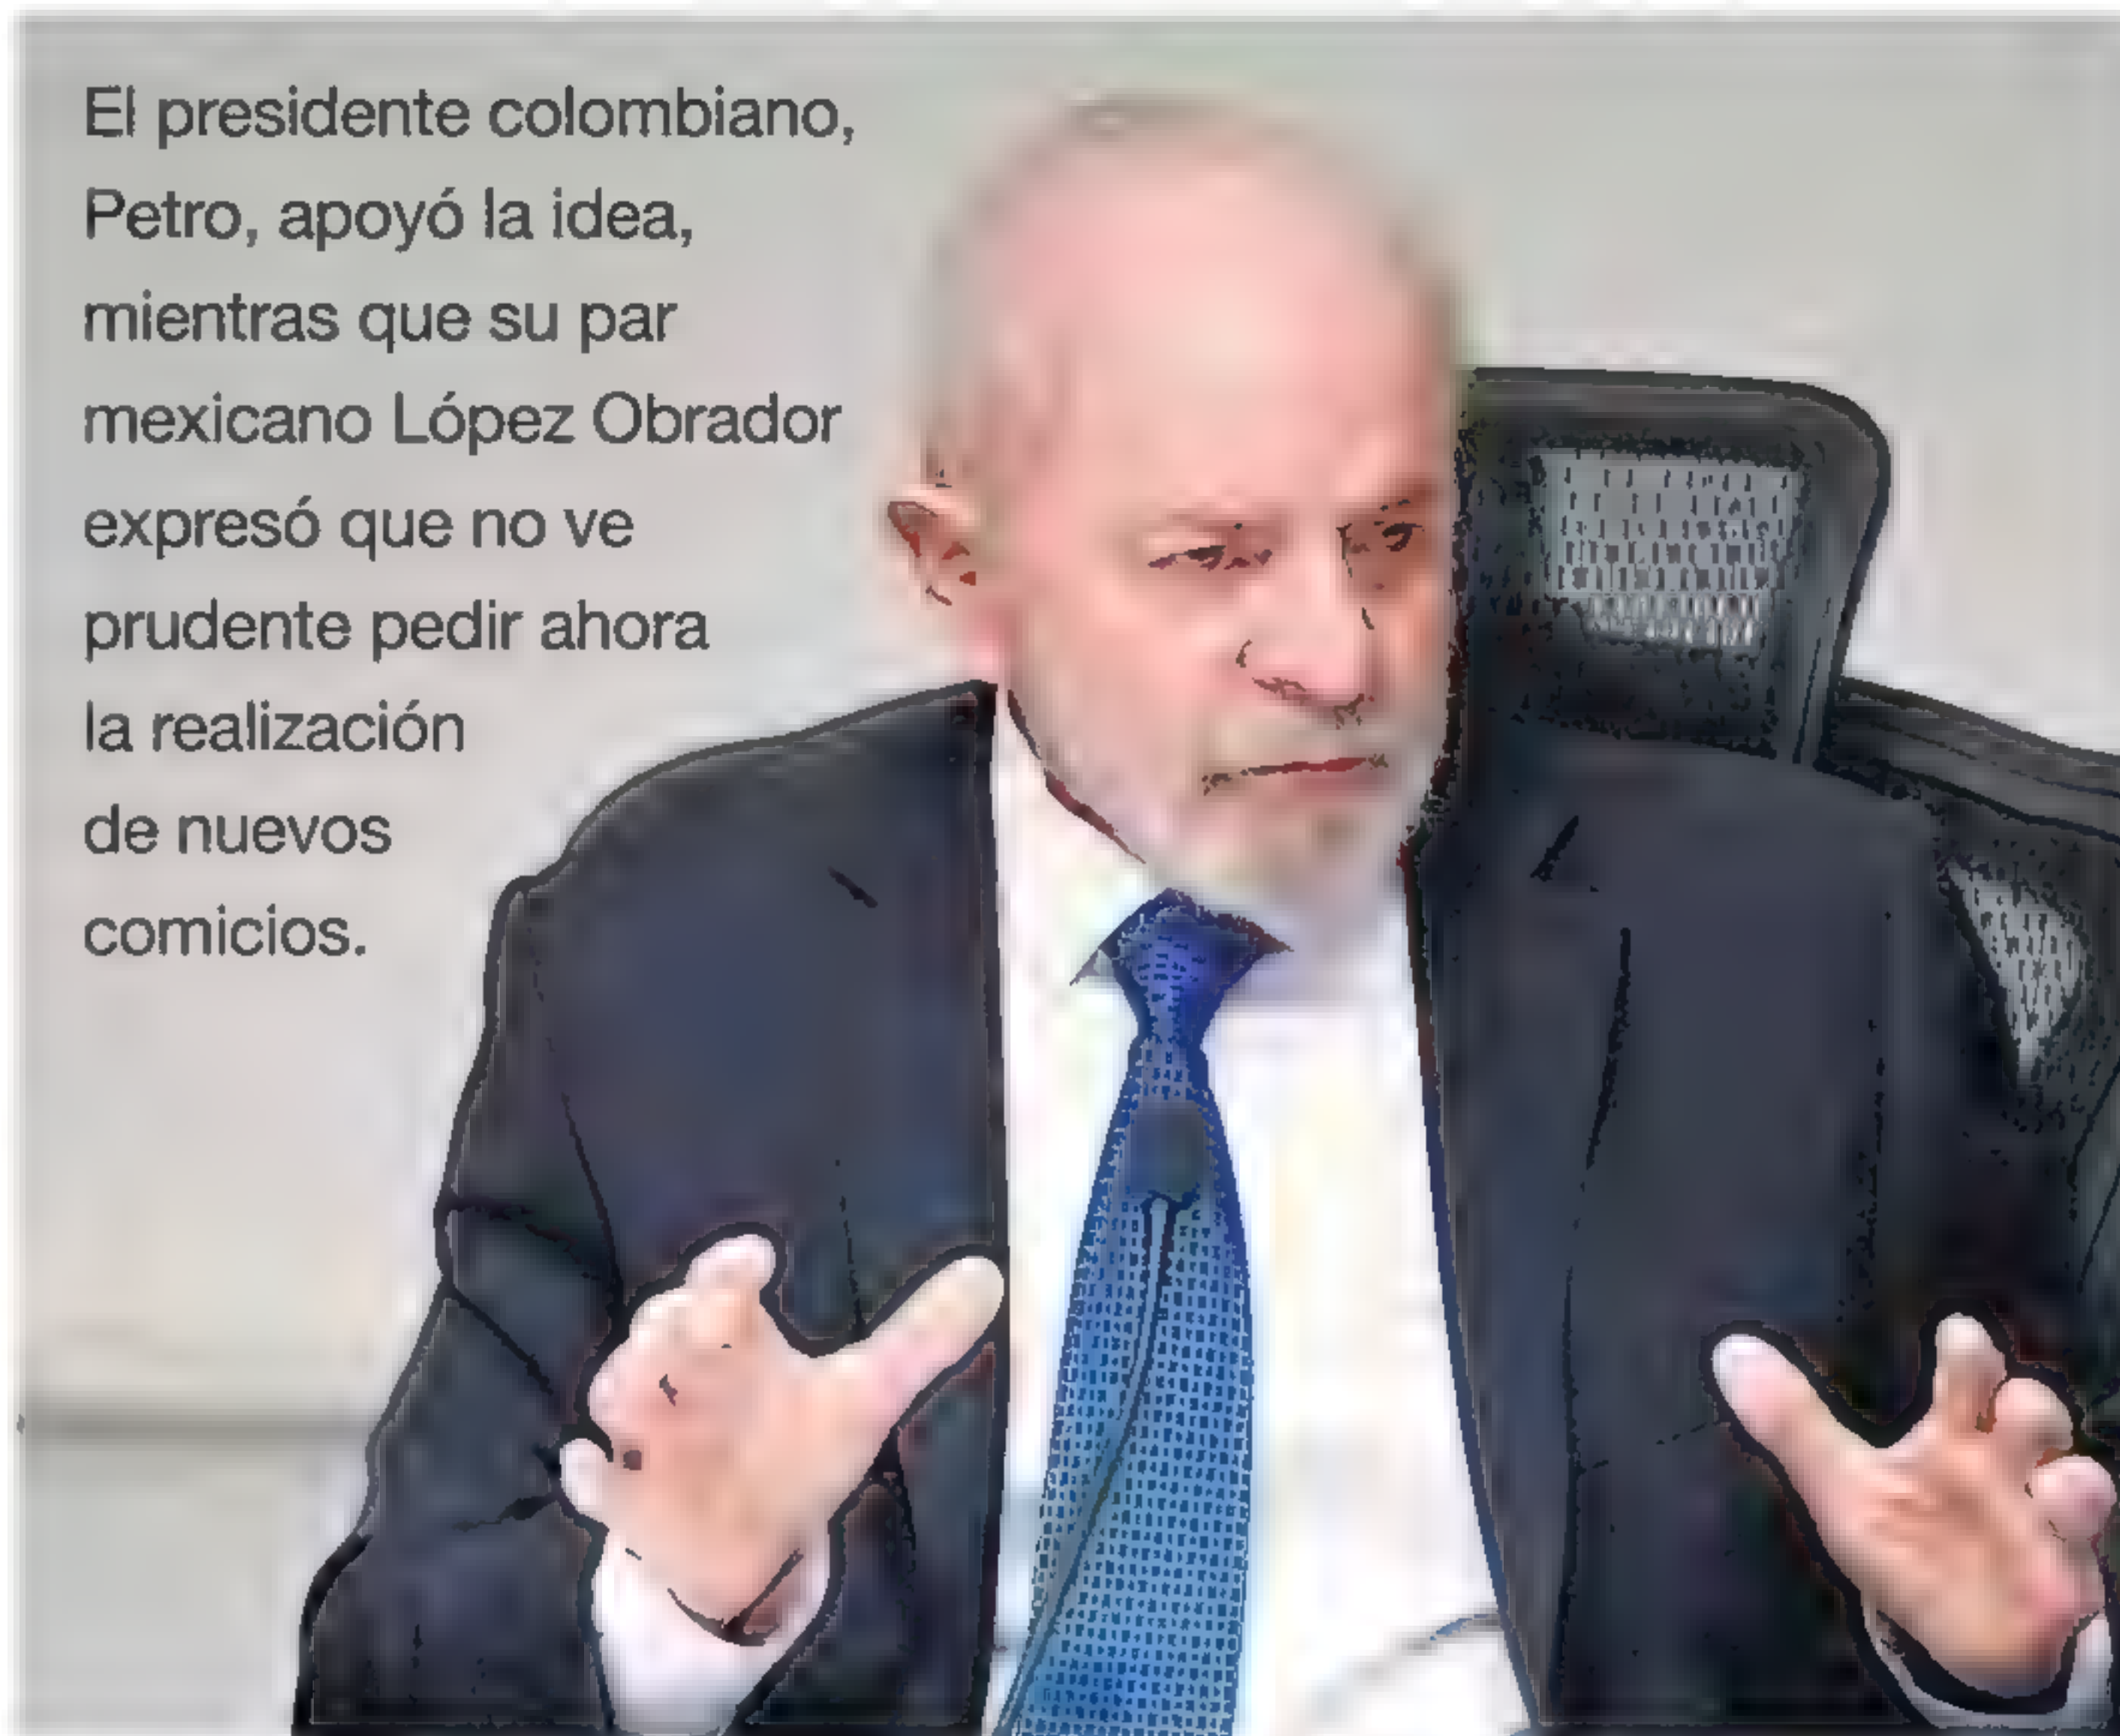 El presidente colombiano,
Petro, apoyó la idea,
mientras que su par
mexicano López Obrador
expresó que no ve
prudente pedir ahora
la realización
de nuevos
comicios.